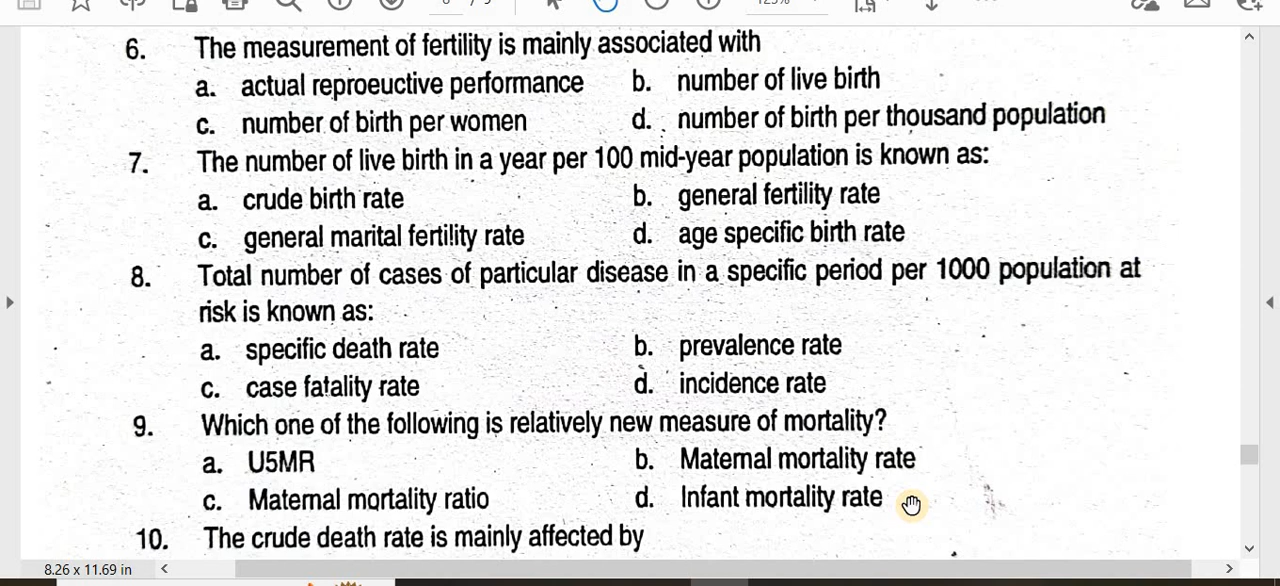 6. The measurement of fertility is mainly associated with
a. actual reproeuctive performance b. number of live birth
c. number of birth per women d. number of birth per thousand population
7. The number of live birth in a year per 100 mid-year population is known as:
a. crude birth rate b. general fertility rate
c. general marital fertility rate d. age specific birth rate
8. Total number of cases of particular disease in a specific period per 1000 population at
risk is known as:
a. specific death rate b. prevalence rate
c. case fatality rate d. incidence rate
9. Which one of the following is relatively new measure of mortality?
a. U5MR b. Maternal mortality rate
c. Maternal mortality ratio d. Infant mortality rate
10. The crude death rate is mainly affected by
8.26 x 11.69 in